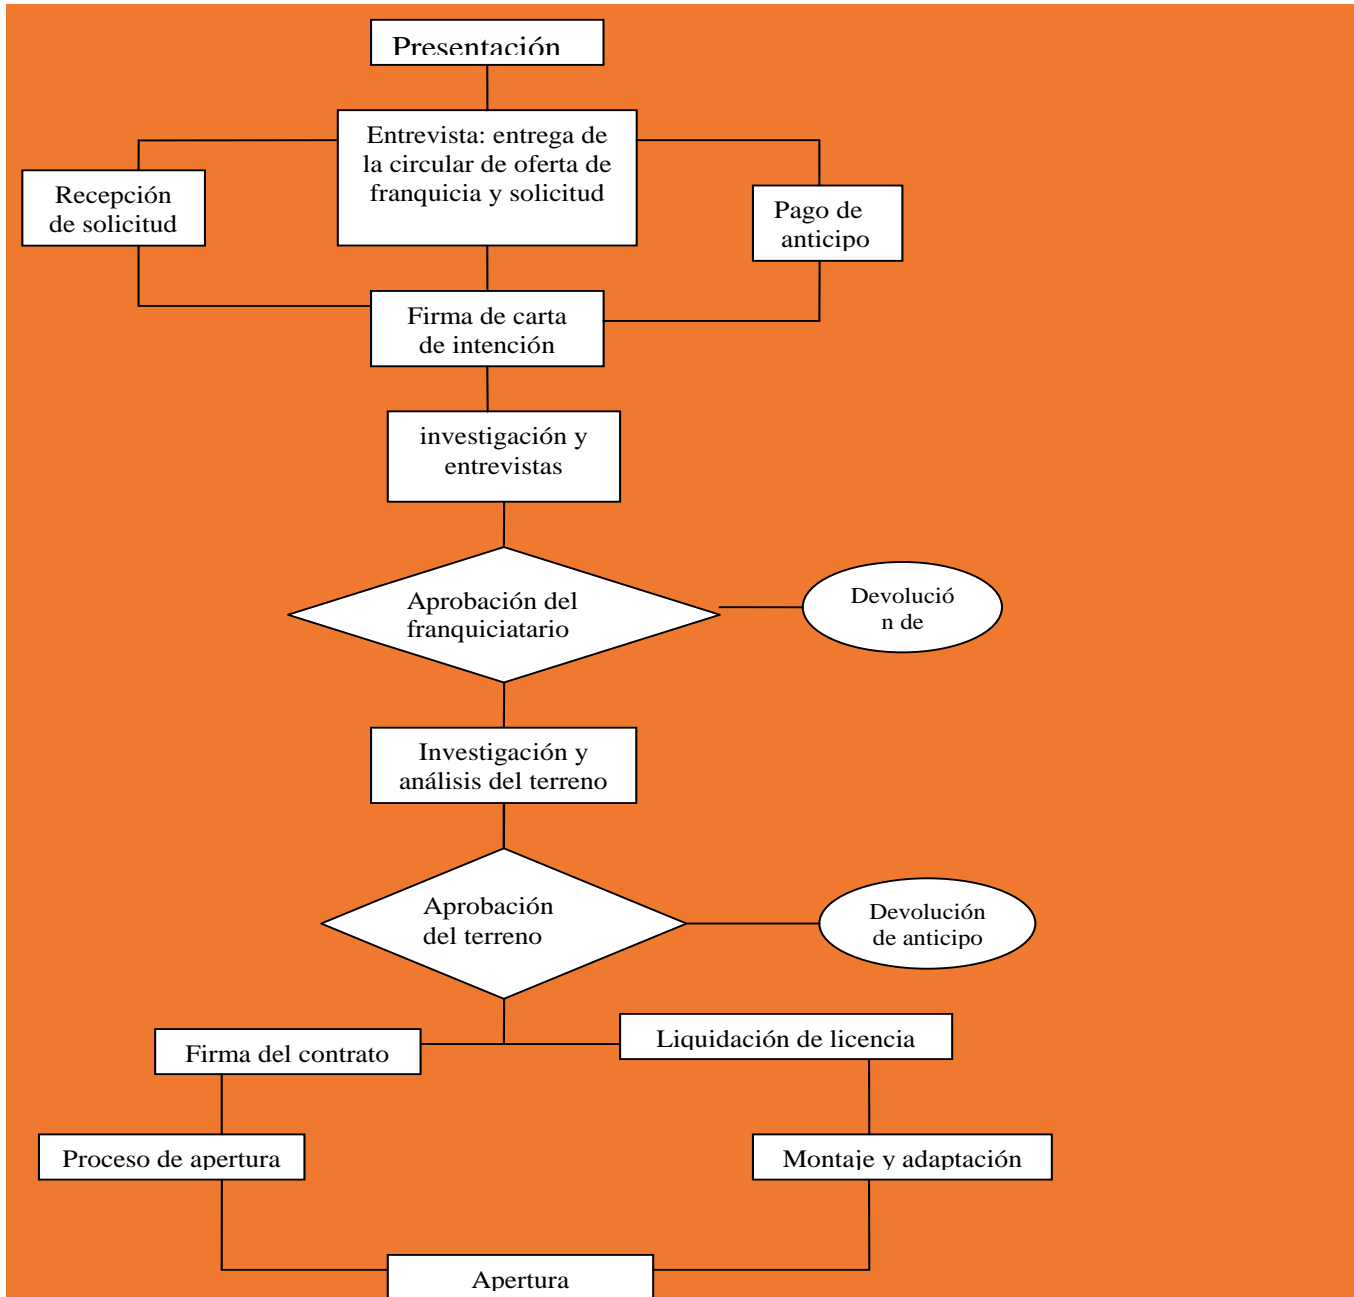 Presentación
Entrevista: entrega de
la circular de oferta de
franquicia y solicitud
Recepción
de solicitud
Pago de
anticipo
Firma de carta
de intención
investigación y
entrevistas
Aprobación del
franquiciatario
Devolució
n de
Investigación y
análisis del terreno
Aprobación
del terreno
Devolución
de anticipo
Firma del contrato
Liquidación de licencia
Proceso de apertura
Montaje y adaptación
Apertura